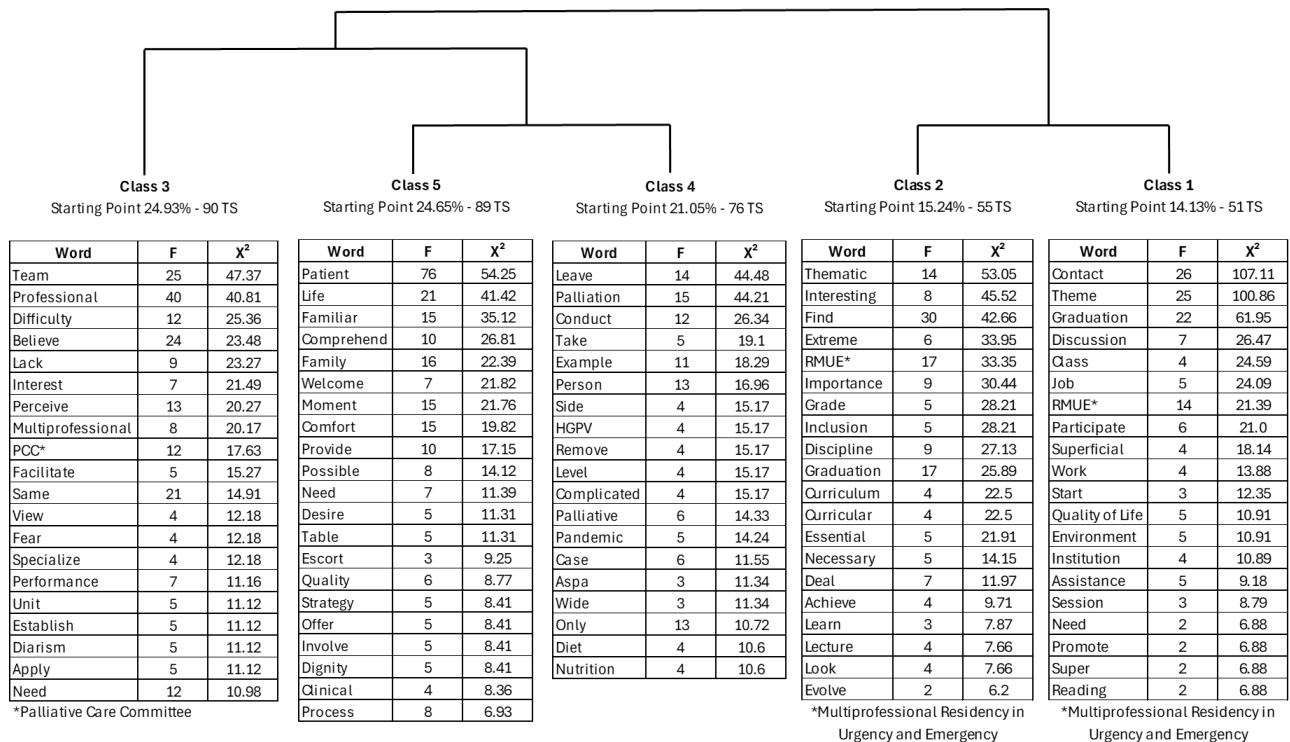 Class 3
Starting Point 24.93% - 90 TS
Word F X²
Team 25 47.37
Professional 40 40.81
Difficulty 12 25.36
Believe 24 23.48
Lack 9 23.27
Interest 7 21.49
Perceive 13 20.27
Multiprofessional 8 20.17
PCC* 12 17.63
Facilitate 5 15.27
Same 21 14.91
View 4 12.18
Fear 4 12.18
Specialize 4 12.18
Performance 7 11.16
Unit 5 11.12
Establish 5 11.12
Diarism 5 11.12
Apply 5 11.12
Need 12 10.98
*Palliative Care Committee
Class 5
Starting Point 24.65% - 89 TS
Word F X²
Patient 76 54.25
Life 21 41.42
Familiar 15 35.12
Comprehend 10 26.81
Family 16 22.39
Welcome 7 21.82
Moment 15 21.76
Comfort 15 19.82
Provide 10 17.15
Possible 8 14.12
Need 7 11.39
Desire 5 11.31
Table 5 11.31
Escort 3 9.25
Quality 6 8.77
Strategy 5 8.41
Offer 5 8.41
Involve 5 8.41
Dignity 5 8.41
Clinical 4 8.36
Process 8 6.93
Class 4
Starting Point 21.05% - 76 TS
Word F X²
Leave 14 44.48
Palliation 15 44.21
Conduct 12 26.34
Take 5 19.1
Example 11 18.29
Person 13 16.96
Side 4 15.17
HGPV 4 15.17
Remove 4 15.17
Level 4 15.17
Complicated 4 15.17
Palliative 6 14.33
Pandemic 5 14.24
Case 6 11.55
Aspa 3 11.34
Wide 3 11.34
Only 13 10.72
Diet 4 10.6
Nutrition 4 10.6
Class 2
Starting Point 15.24% - 55 TS
Word F X²
Thematic 14 53.05
Interesting 8 45.52
Find 30 42.66
Extreme 6 33.95
RMUE* 17 33.35
Importance 9 30.44
Grade 5 28.21
Inclusion 5 28.21
Discipline 9 27.13
Graduation 17 25.89
Curriculum 4 22.5
Curricular 4 22.5
Essential 5 21.91
Necessary 5 14.15
Deal 7 11.97
Achieve 4 9.71
Learn 3 7.87
Lecture 4 7.66
Look 4 7.66
Evolve 2 6.2
*Multiprofessional Residency in
Urgency and Emergency
Class 1
Starting Point 14.13% - 51 TS
Word F X²
Contact 26 107.11
Theme 25 100.86
Graduation 22 61.95
Discussion 7 26.47
Class 4 24.59
Job 5 24.09
RMUE* 14 21.39
Participate 6 21.0
Superficial 4 18.14
Work 4 13.88
Start 3 12.35
Quality of Life 5 10.91
Environment 5 10.91
Institution 4 10.89
Assistance 5 9.18
Session 3 8.79
Need 2 6.88
Promote 2 6.88
Super 2 6.88
Reading 2 6.88
*Multiprofessional Residency in
Urgency and Emergency